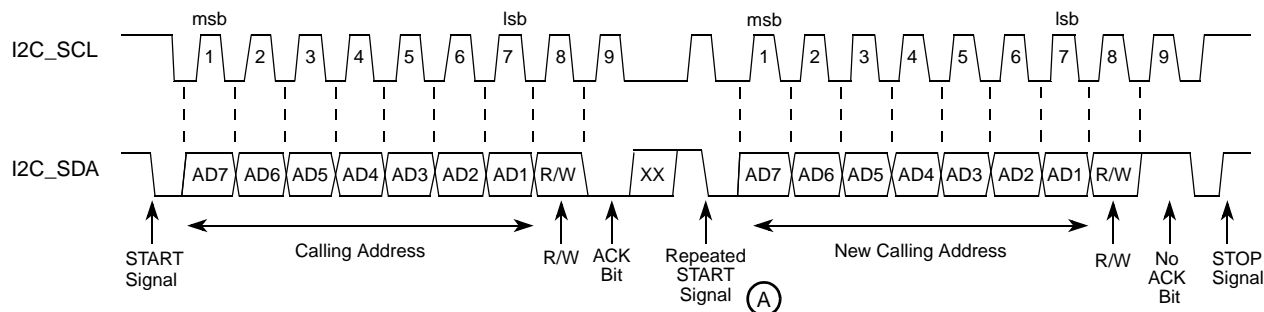 msb lsb msb lsb
I2C_SCL 1 2 3 4 5 6 7 8 9 1 2 3 4 5 6 7 8 9
I2C_SDA AD7 AD6 AD5 AD4 AD3 AD2 AD1 R/W XX AD7 AD6 AD5 AD4 AD3 AD2 AD1 R/W
START
Signal
Calling Address
R/W
ACK
Bit
Repeated
START
Signal
A
New Calling Address
R/W
No
ACK
Bit
STOP
Signal